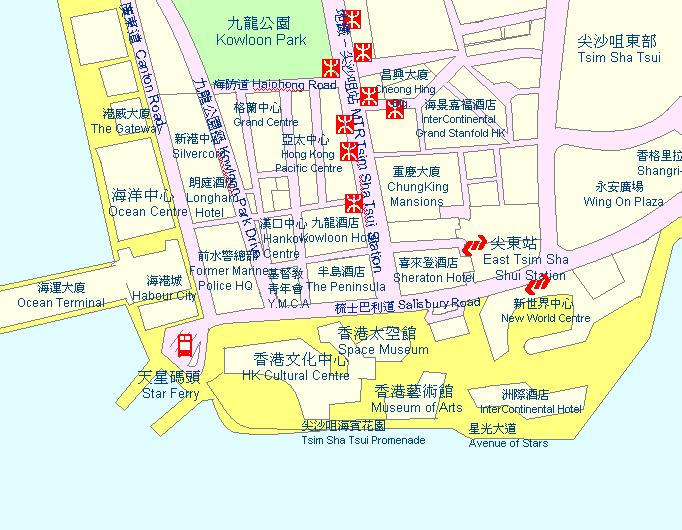 九龍公園
Kowloon Park
尖沙咀東部
Tsim Sha Tsui
廣東道 Canton Road
九龍公園徑 Kowloon Park Drive
地鐵 - 尖沙咀站 MTR Tsim Sha Tsui Station
海防道 Haiphong Road
昌興大廈
Cheong Hing
港威大廈
The Gateway
格蘭中心
Grand Centre
海景嘉福酒店
InterContinental
Grand Stanfold HK
新港中心
Silvercord
亞太中心
Hong Kong
Pacific Centre
香格里拉
Shangri-
重慶大廈
ChungKing
Mansions
永安廣場
Wing On Plaza
海洋中心
Ocean Centre
朗庭酒店
Longham
Hotel
漢口中心
Hankow
Centre
九龍酒店
Kowloon Hotel
尖東站
East Tsim Sha
Shui Station
前水警總部
Former Marine
Police HQ
基督教
青年會
Y.M.C.A
半島酒店
The Peninsula
喜來登酒店
Sheraton Hotel
海運大廈
Ocean Terminal
海港城
Habour City
梳士巴利道 Salisbury Road
新世界中心
New World Centre
香港太空館
Space Museum
香港文化中心
HK Cultural Centre
天星碼頭
Star Ferry
香港藝術館
Museum of Arts
洲際酒店
InterContinental Hotel
尖沙咀海賓花園
Tsim Sha Tsui Promenade
星光大道
Avenue of Stars